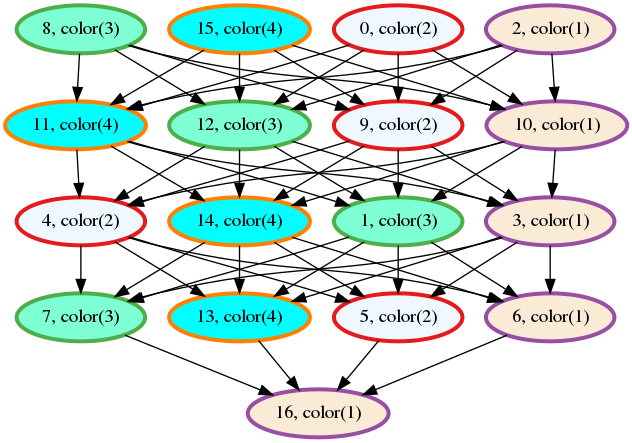 8, color(3)
15, color(4)
0, color(2)
2, color(1)
11, color(4)
12, color(3)
9, color(2)
10, color(1)
4, color(2)
14, color(4)
1, color(3)
3, color(1)
7, color(3)
13, color(4)
5, color(2)
6, color(1)
16, color(1)